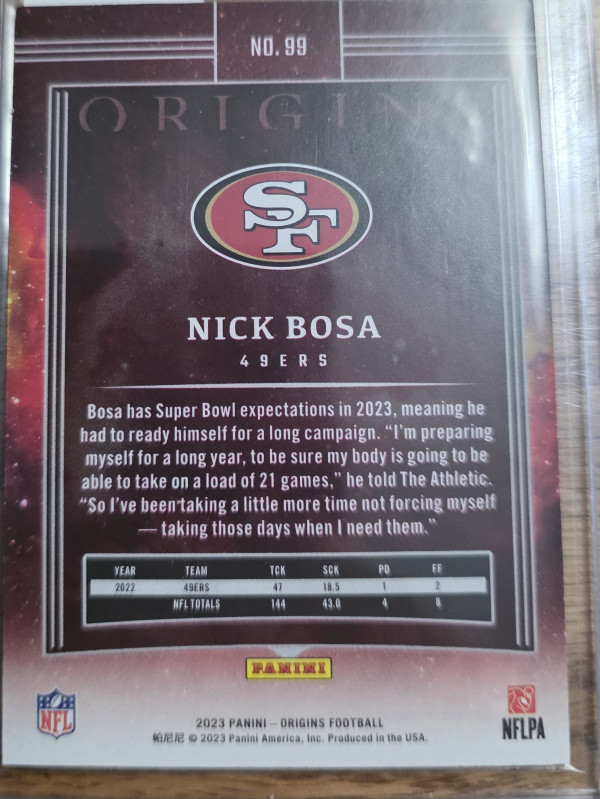 NO. 99
ORIGIN
SF
NICK BOSA
49ERS
Bosa has Super Bowl expectations in 2023, meaning he
had to ready himself for a long campaign. “I’m preparing
myself for a long year, to be sure my body is going to be
able to take on a load of 21 games,” he told The Athletic.
“So I’ve been taking a little more time not forcing myself
— taking those days when I need them.”
YEAR TEAM TCK SCK PD FF
2022 49ERS 47 18.5 1 2
NFL TOTALS 144 43.0 4 8
PANINI
NFL
NFLPA
2023 PANINI – ORIGINS FOOTBALL
帕尼尼 © 2023 Panini America, Inc. Produced in the USA.